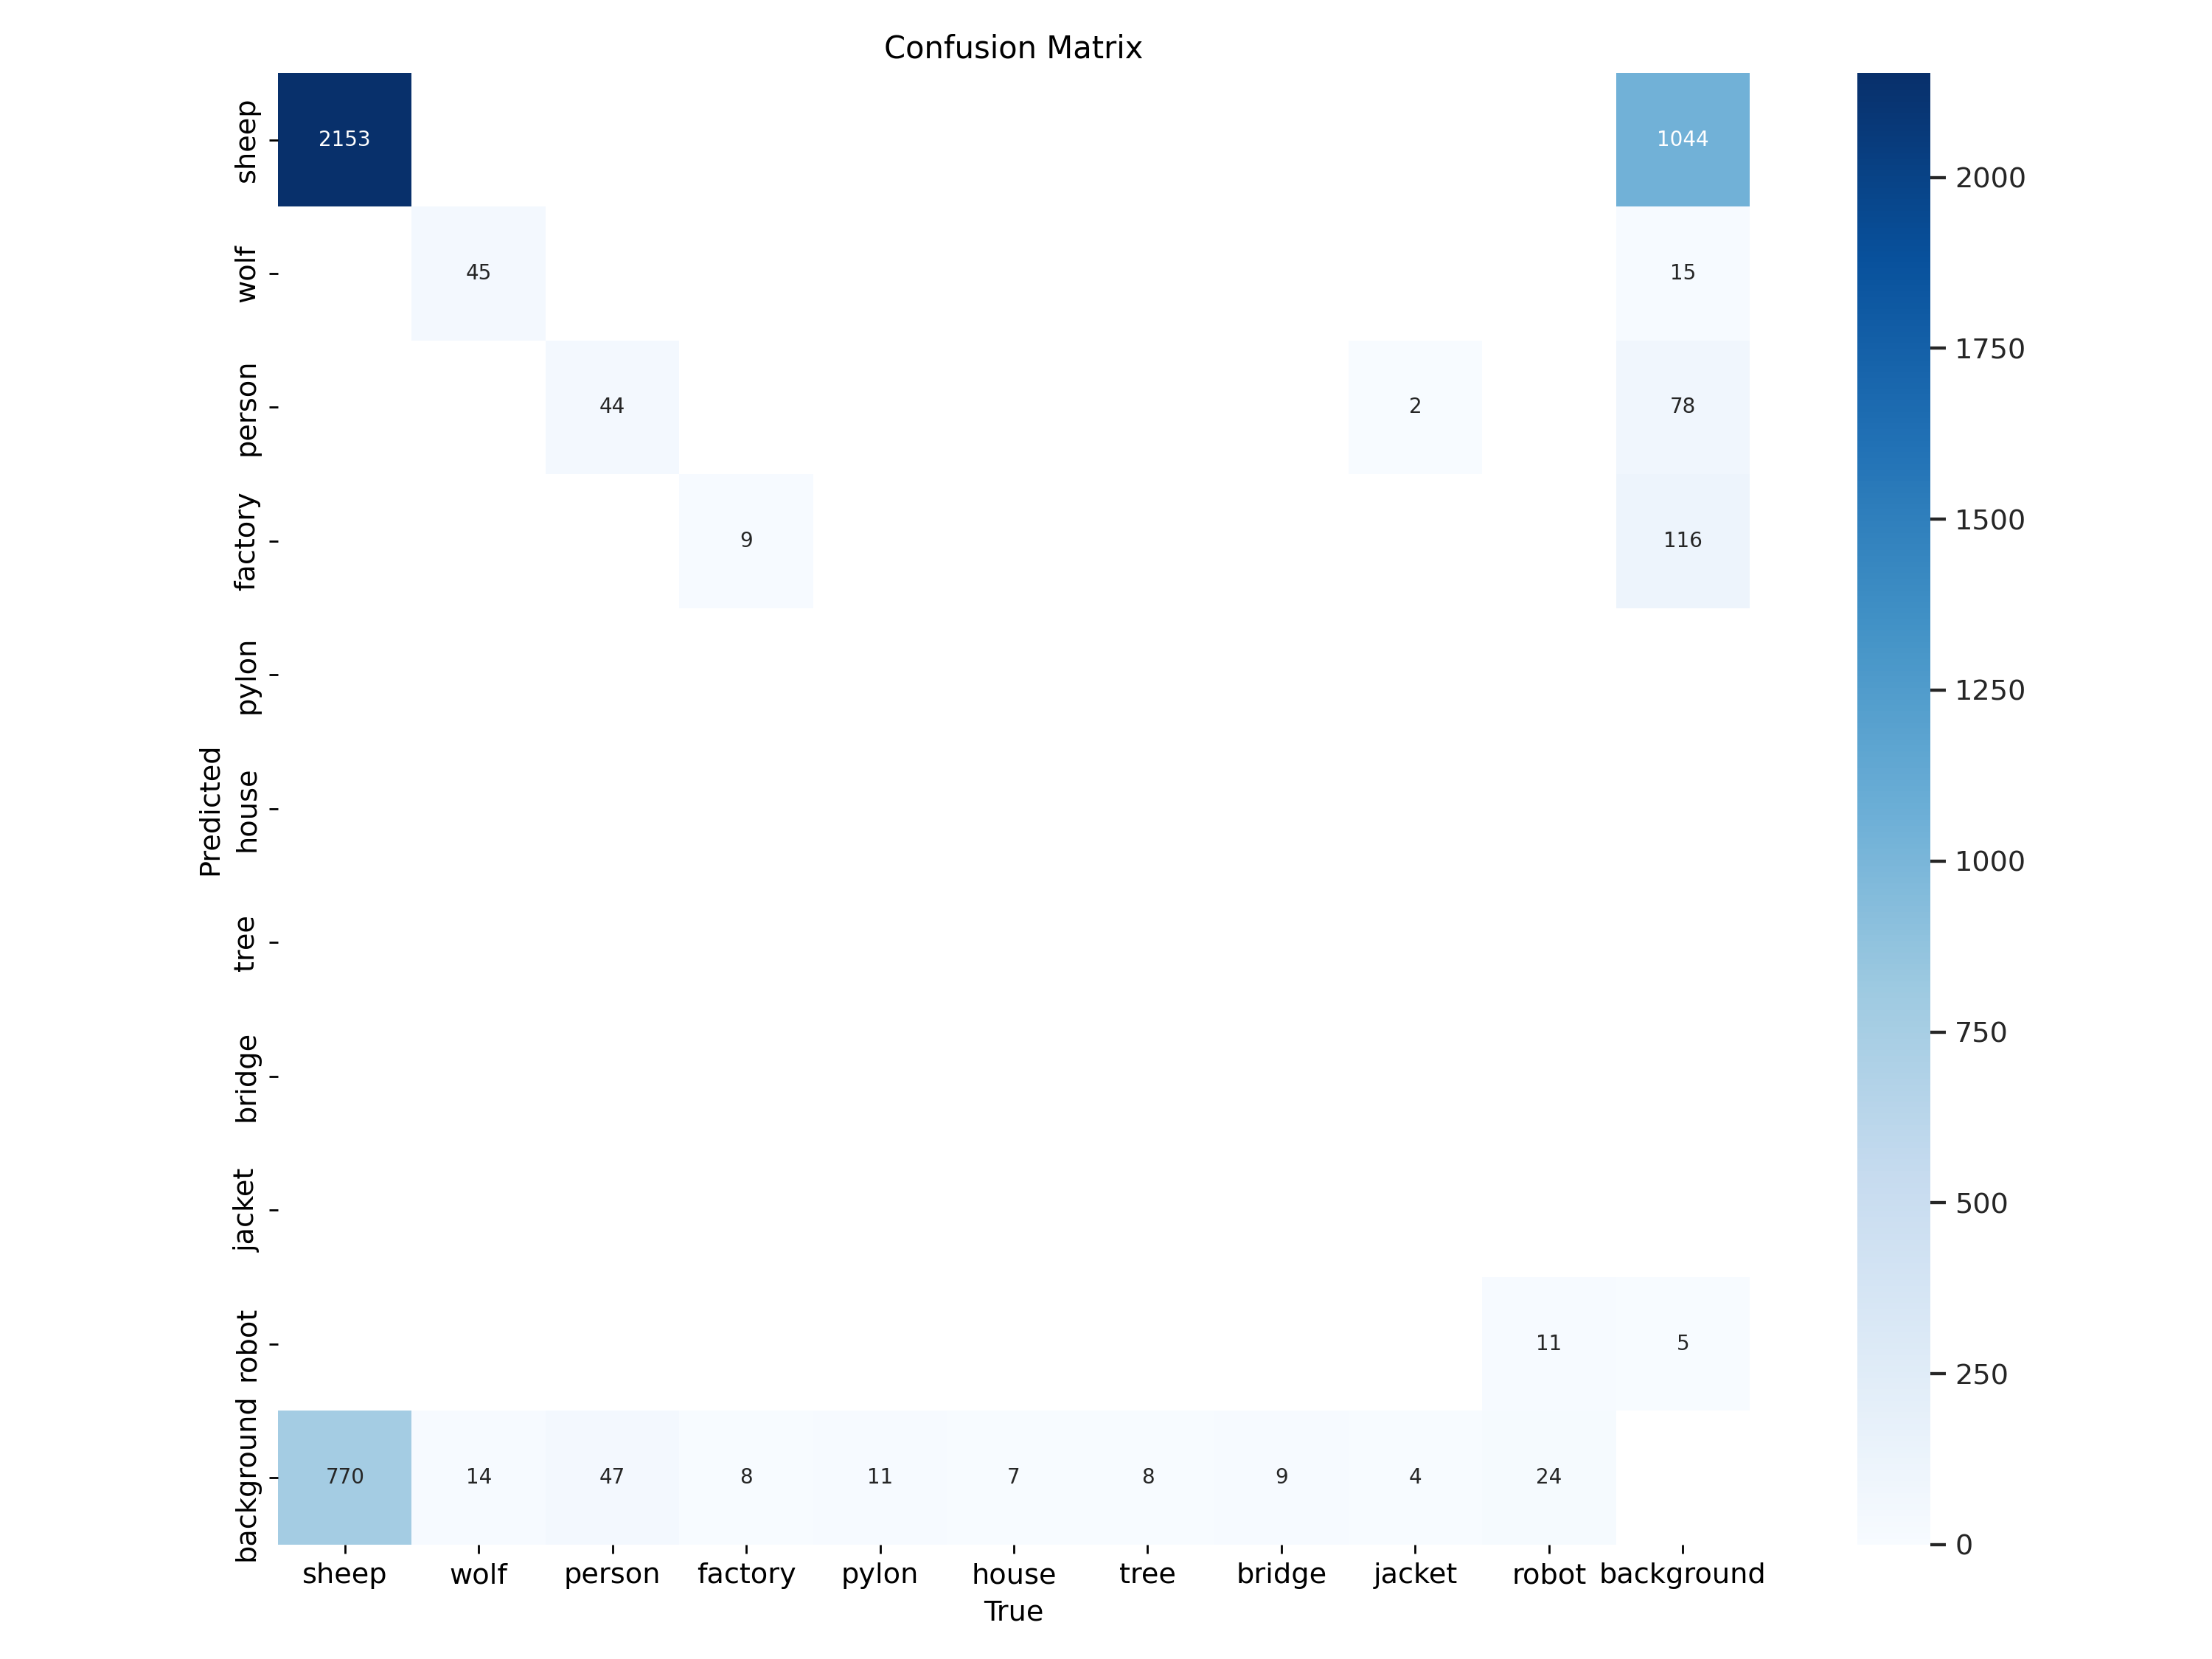 Confusion Matrix
sheep 2153 1044
wolf 45 15
person 44 2 78
factory 9 116
pylon
house
tree
bridge
jacket
robot 11 5
background 770 14 47 8 11 7 8 9 4 24
sheep wolf person factory pylon house tree bridge jacket robot background
True
Predicted
2000
1750
1500
1250
1000
750
500
250
0